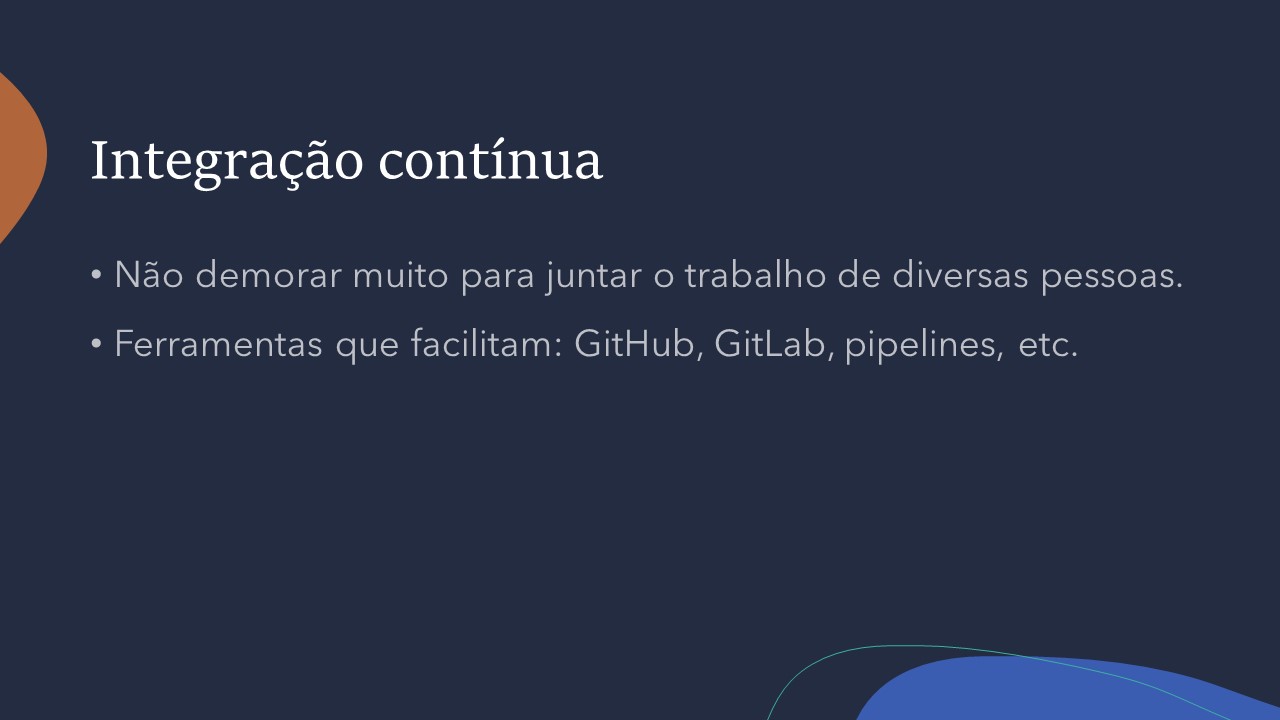 Integração contínua
• Não demorar muito para juntar o trabalho de diversas pessoas.
• Ferramentas que facilitam: GitHub, GitLab, pipelines, etc.